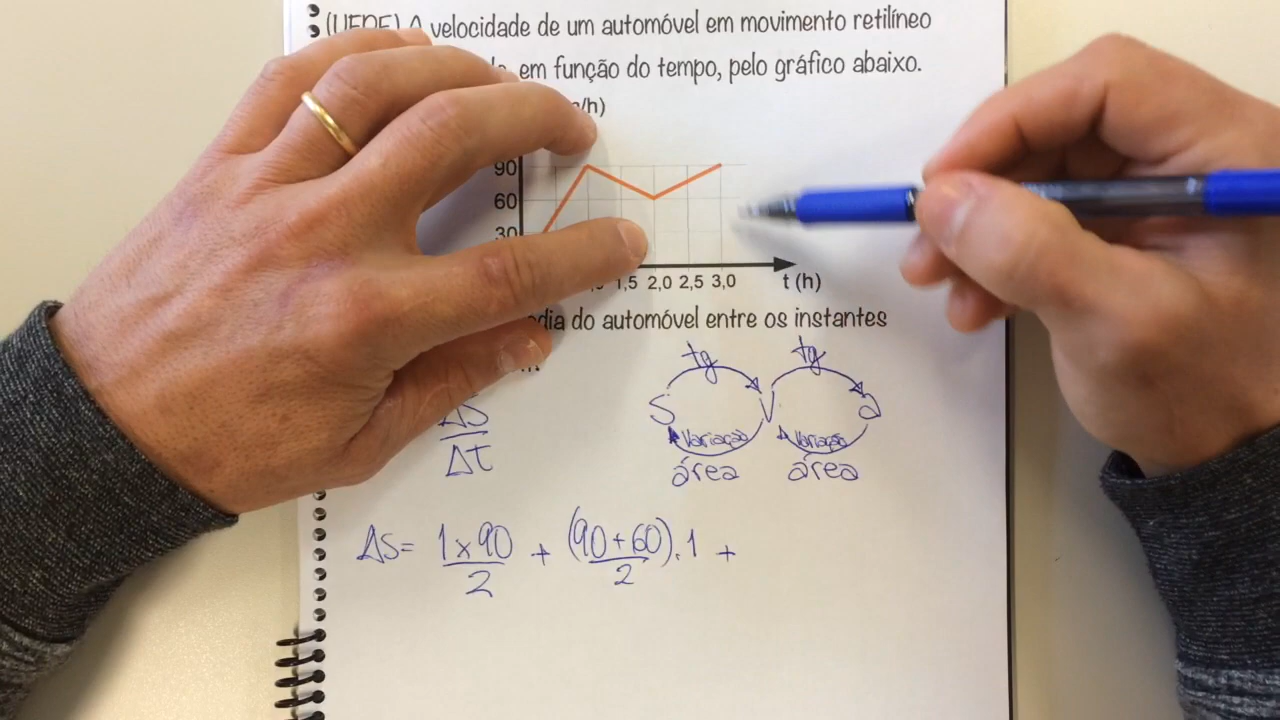 (UFPE) A velocidade de um automóvel em movimento retilíneo
em função do tempo, pelo gráfico abaixo.
/h)
90
60
30
1,5 2,0 2,5 3,0 t (h)
do automóvel entre os instantes
tg tg
S V a
Variação Variação
área área
ΔS
Δt
ΔS = 1 x 90 / 2 + (90 + 60) / 2 . 1 +